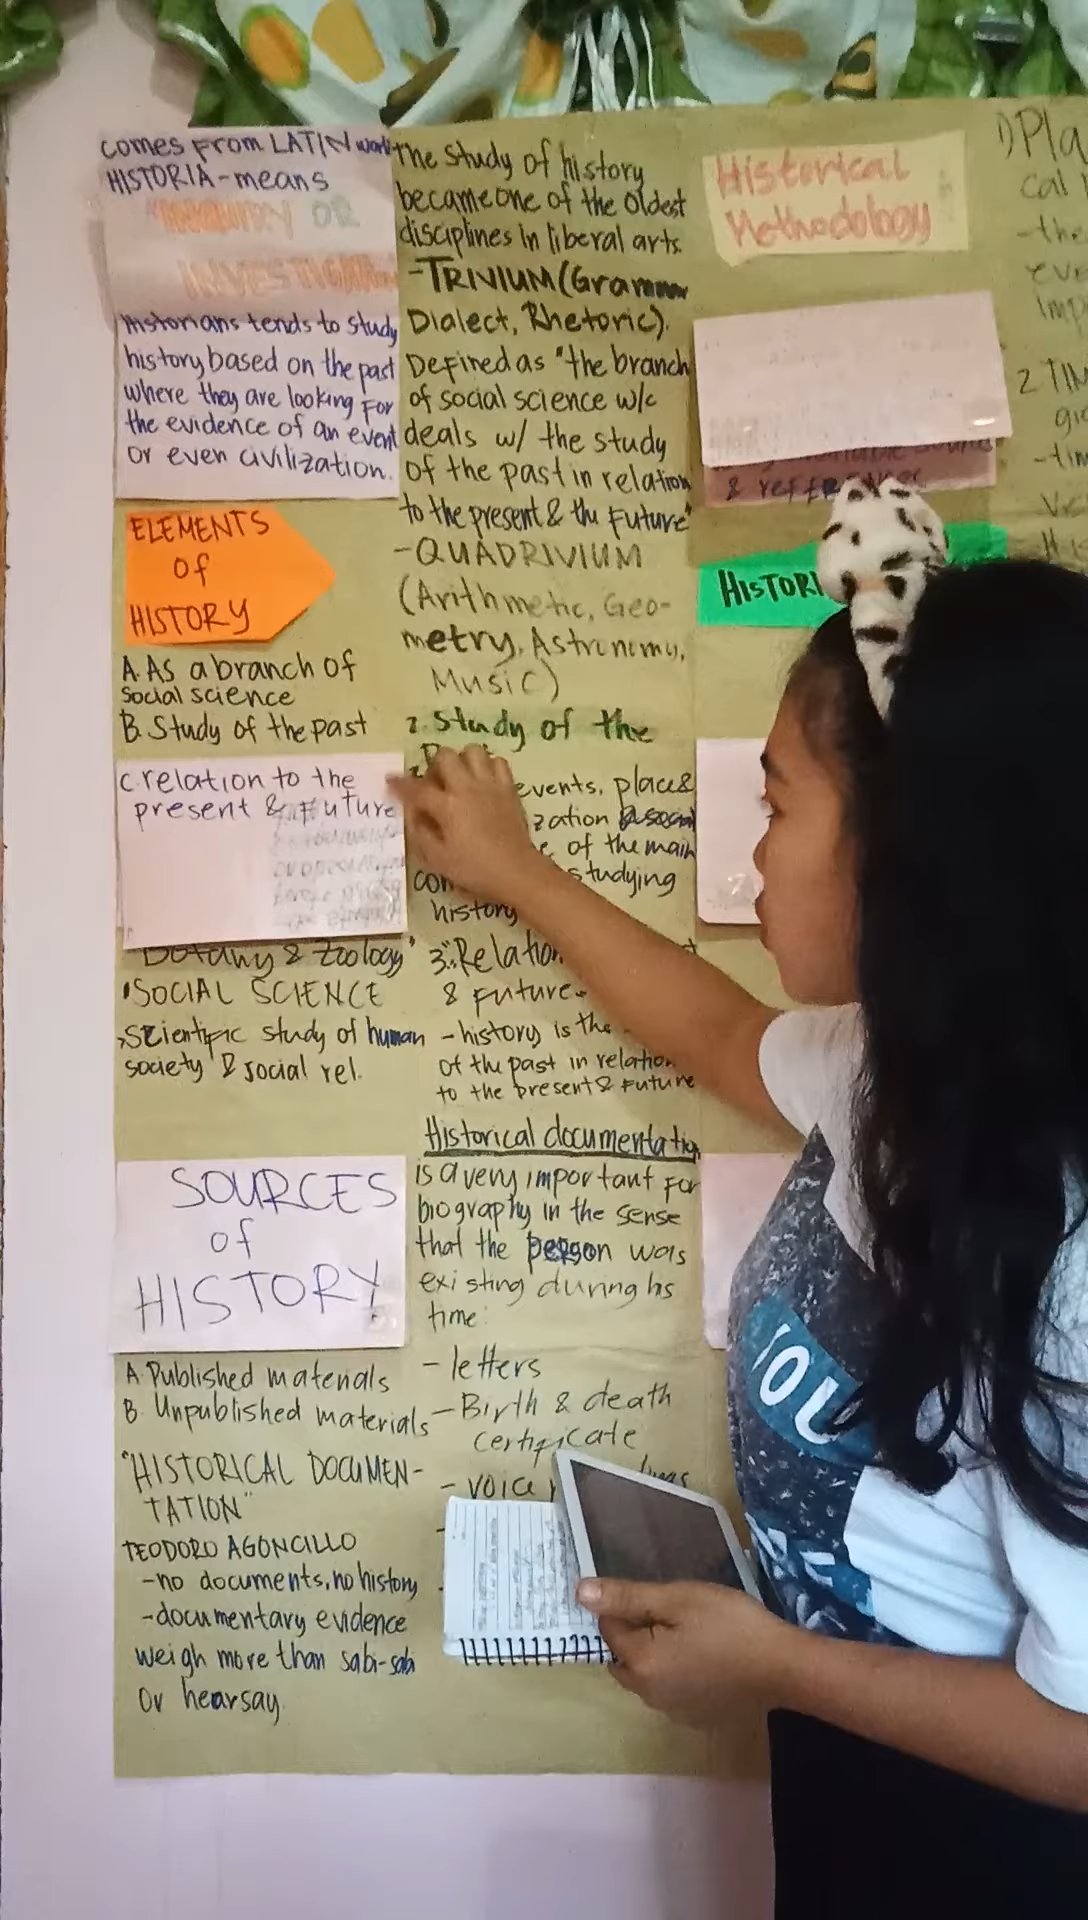 comes from LATIN word
HISTORIA - means
INQUIRY OR
Historians tends to study
history based on the past
where they are looking for
the evidence of an event
or even civilization.
ELEMENTS
of
HISTORY
A. As a branch of
social science
B. Study of the past
C. relation to the
present & Future
Botany & Zoology"
SOCIAL SCIENCE
Scientific study of human
society & social rel.
SOURCES
of
HISTORY
A. Published materials
B. Unpublished materials
"HISTORICAL DOCUMEN-
TATION"
TEODORO AGONCILLO
-no documents, no history
-documentary evidence
weigh more than sabi-sabi
or hearsay.
The study of history
became one of the oldest
disciplines in liberal arts.
-TRIVIUM (Grammar
Dialect, Rhetoric).
Defined as "the branch
of social science w/c
deals w/ the study
of the past in relation
to the present & the Future"
-QUADRIVIUM
(Arithmetic, Geo-
metry, Astronomy,
Music)
2. Study of the
events, place &
zation & social
of the main
studying
history
3. Relation
& Future.
- history is the
of the past in relation
to the present & Future
Historical documentation
is a very important for
biography in the sense
that the person was
existing during his
time:
- letters
- Birth & death
certificate
- voice
Historical
Methodology
& references
HISTORI
1) Pla
cal
-the
eve
imp
2 TIM
-tim
YOU